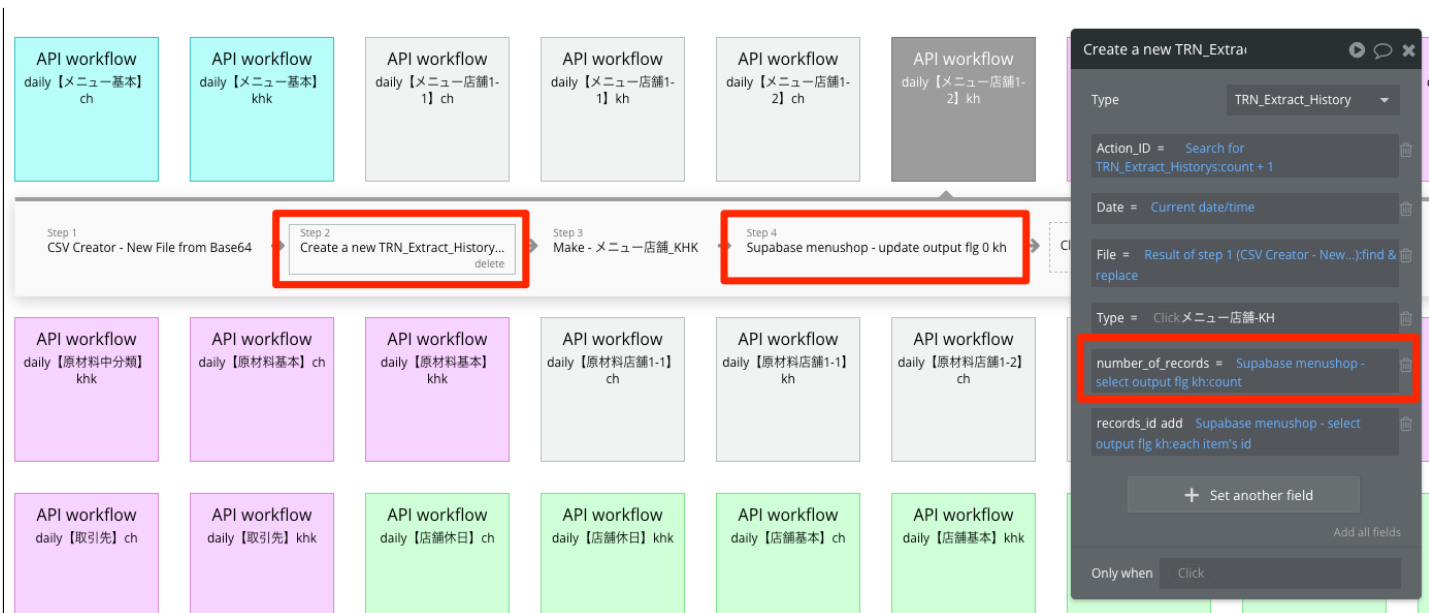 API workflow
daily【メニュー基本】
ch
API workflow
daily【メニュー基本】
khk
API workflow
daily【メニュー店舗1-
1】ch
API workflow
daily【メニュー店舗1-
1】kh
API workflow
daily【メニュー店舗1-
2】ch
API workflow
daily【メニュー店舗1-
2】kh
Step 1
CSV Creator - New File from Base64
Step 2
Create a new TRN_Extract_History...
delete
Step 3
Make - メニュー店舗_KHK
Step 4
Supabase menushop - update output flg 0 kh
API workflow
daily【原材料中分類】
khk
API workflow
daily【原材料基本】ch
API workflow
daily【原材料基本】
khk
API workflow
daily【原材料店舗1-1】
ch
API workflow
daily【原材料店舗1-1】
kh
API workflow
daily【原材料店舗1-2】
ch
API workflow
daily【取引先】ch
API workflow
daily【取引先】khk
API workflow
daily【店舗休日】ch
API workflow
daily【店舗休日】khk
API workflow
daily【店舗基本】ch
API workflow
daily【店舗基本】khk
Create a new TRN_Extra
Type TRN_Extract_History
Action_ID = Search for
TRN_Extract_Historys:count + 1
Date = Current date/time
File = Result of step 1 (CSV Creator - New...):find &
replace
Type = Clickメニュー店舗-KH
number_of_records = Supabase menushop -
select output flg kh:count
records_id add Supabase menushop - select
output flg kh:each item's id
+ Set another field
Add all fields
Only when Click